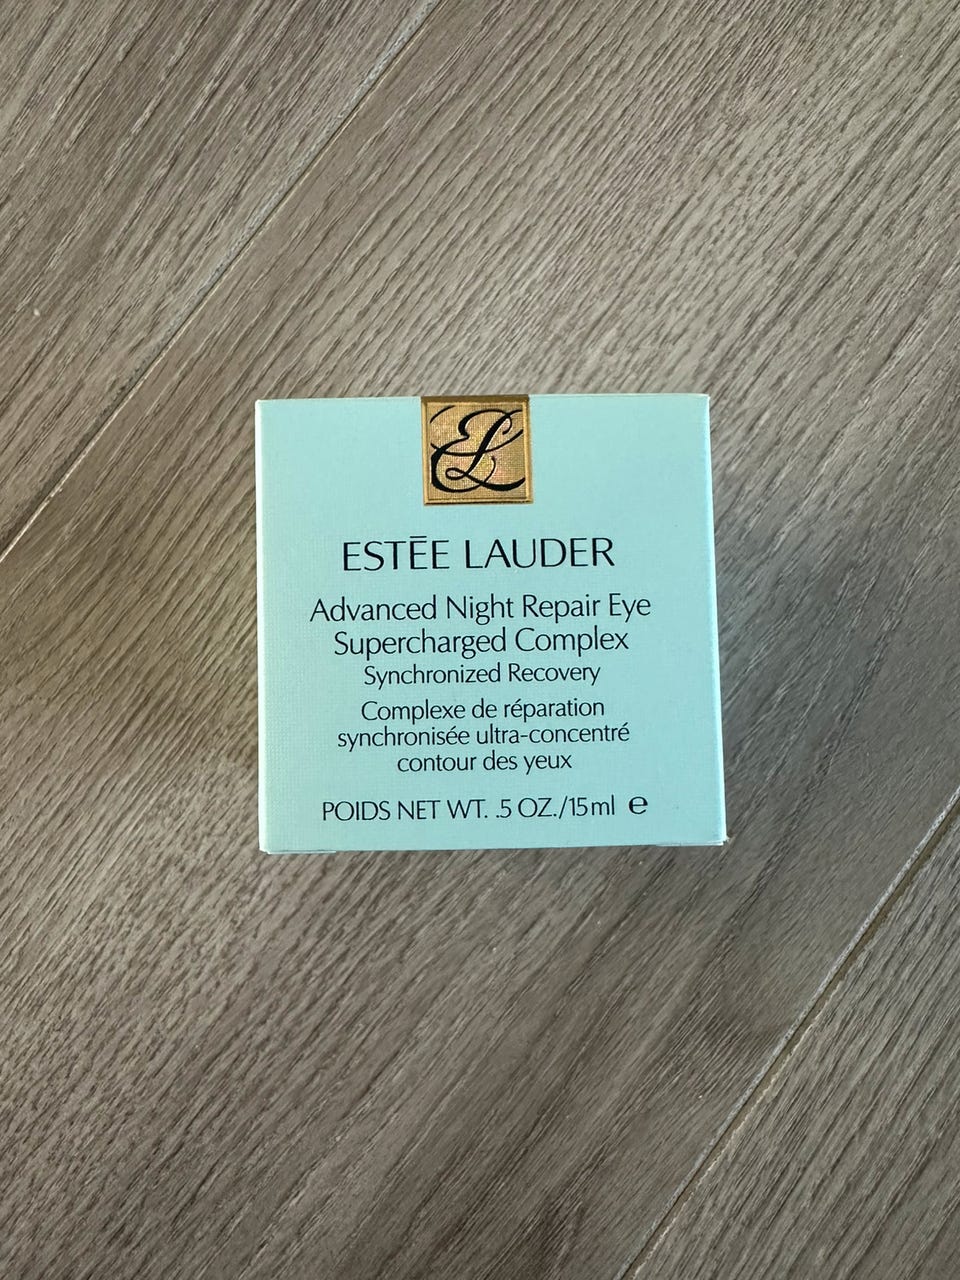 EL
ESTĒE LAUDER
Advanced Night Repair Eye
Supercharged Complex
Synchronized Recovery
Complexe de réparation
synchronisée ultra-concentré
contour des yeux
POIDS NET WT. .5 OZ./15ml ℮